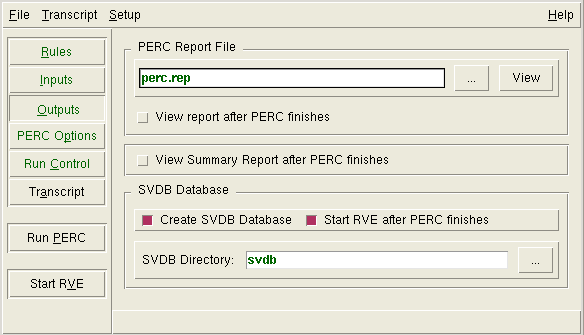 File Transcript Setup Help
Rules
Inputs
Outputs
PERC Options
Run Control
Transcript
Run PERC
Start RVE
PERC Report File
perc.rep ... View
View report after PERC finishes
View Summary Report after PERC finishes
SVDB Database
Create SVDB Database Start RVE after PERC finishes
SVDB Directory: svdb ...